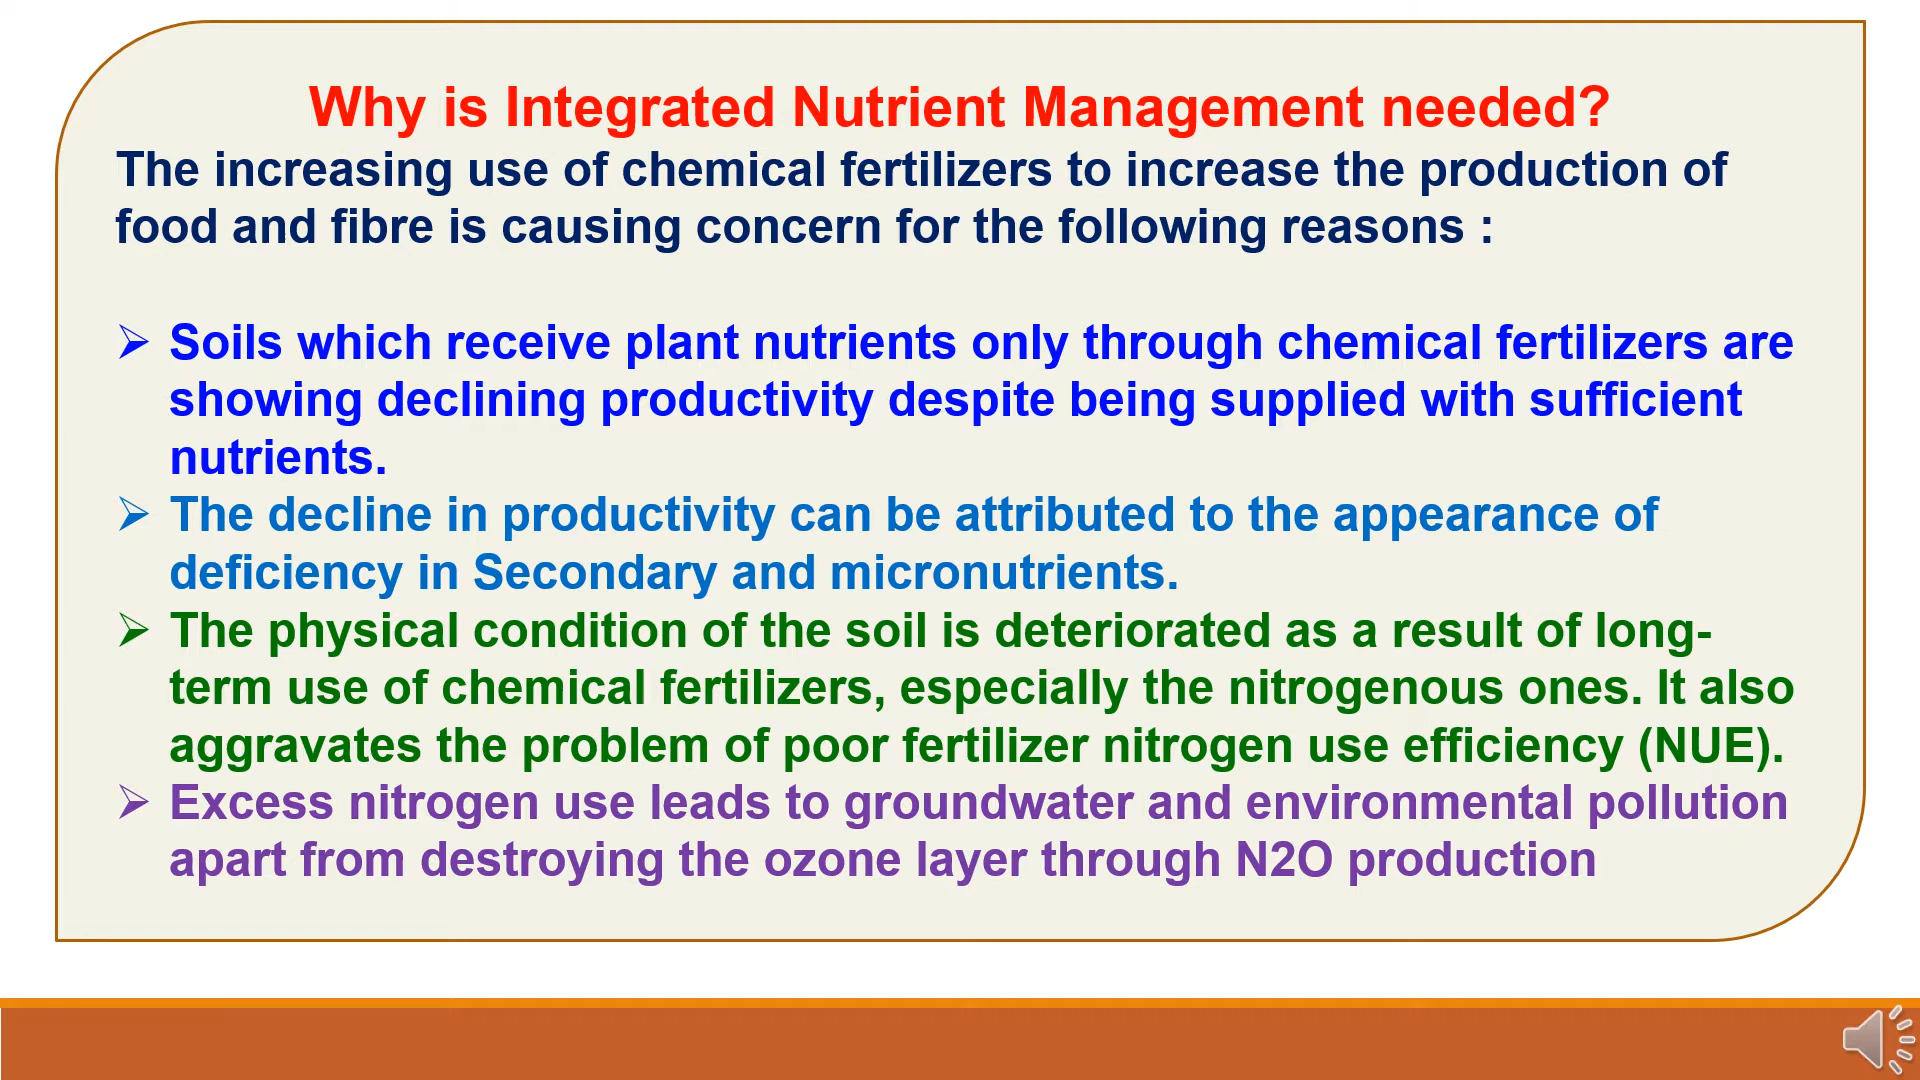 Why is Integrated Nutrient Management needed?
The increasing use of chemical fertilizers to increase the production of
food and fibre is causing concern for the following reasons :
➢ Soils which receive plant nutrients only through chemical fertilizers are
showing declining productivity despite being supplied with sufficient
nutrients.
➢ The decline in productivity can be attributed to the appearance of
deficiency in Secondary and micronutrients.
➢ The physical condition of the soil is deteriorated as a result of long-
term use of chemical fertilizers, especially the nitrogenous ones. It also
aggravates the problem of poor fertilizer nitrogen use efficiency (NUE).
➢ Excess nitrogen use leads to groundwater and environmental pollution
apart from destroying the ozone layer through N2O production